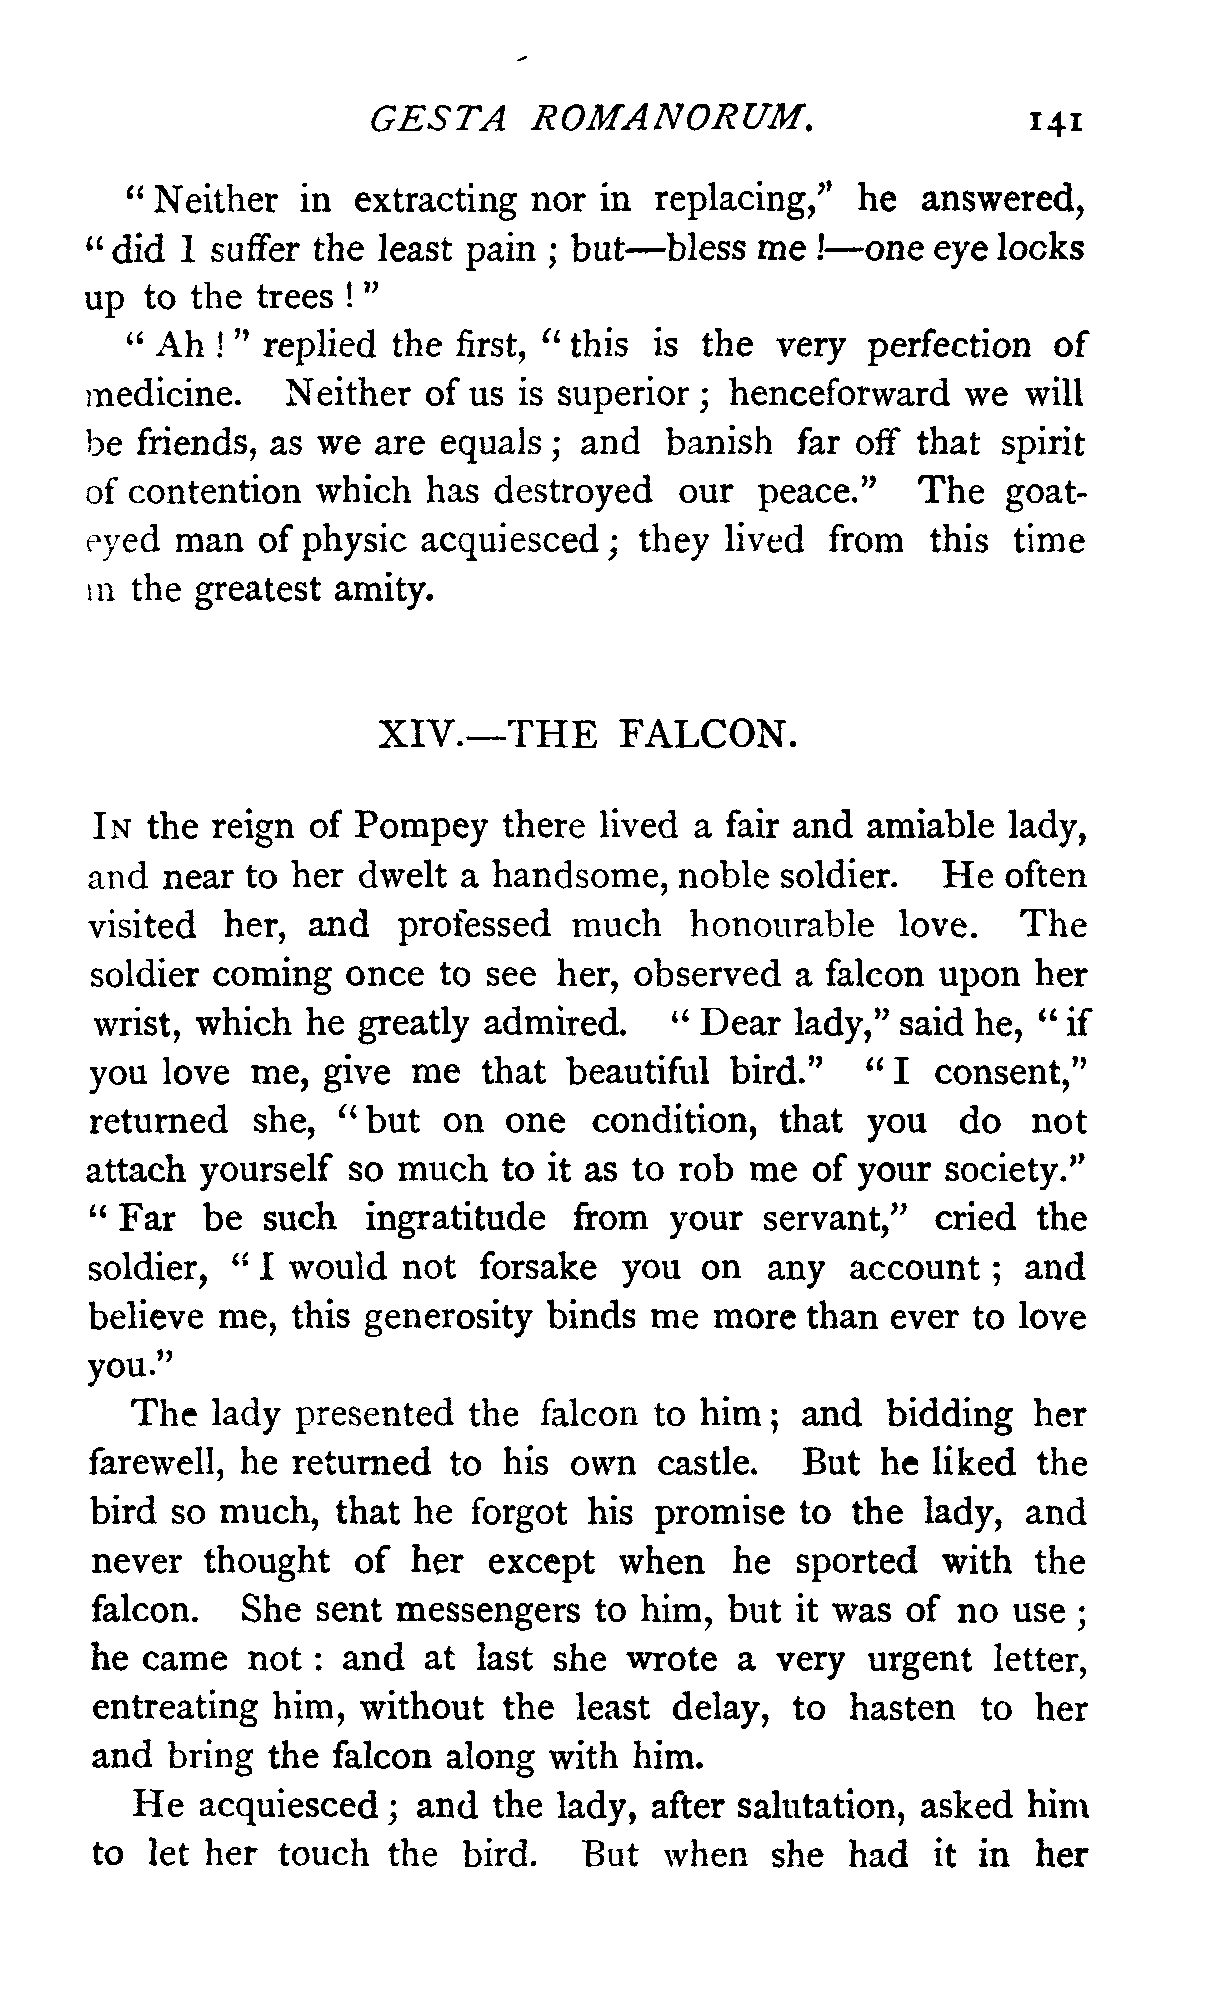 GESTA ROMANORUM. 141
"Neither in extracting nor in replacing," he answered,
"did I suffer the least pain; but—bless me!—one eye looks
up to the trees!"
"Ah!" replied the first, "this is the very perfection of
medicine. Neither of us is superior; henceforward we will
be friends, as we are equals; and banish far off that spirit
of contention which has destroyed our peace." The goat-
eyed man of physic acquiesced; they lived from this time
in the greatest amity.
XIV.—THE FALCON.
IN the reign of Pompey there lived a fair and amiable lady,
and near to her dwelt a handsome, noble soldier. He often
visited her, and professed much honourable love. The
soldier coming once to see her, observed a falcon upon her
wrist, which he greatly admired. "Dear lady," said he, "if
you love me, give me that beautiful bird." "I consent,"
returned she, "but on one condition, that you do not
attach yourself so much to it as to rob me of your society."
"Far be such ingratitude from your servant," cried the
soldier, "I would not forsake you on any account; and
believe me, this generosity binds me more than ever to love
you."
The lady presented the falcon to him; and bidding her
farewell, he returned to his own castle. But he liked the
bird so much, that he forgot his promise to the lady, and
never thought of her except when he sported with the
falcon. She sent messengers to him, but it was of no use;
he came not: and at last she wrote a very urgent letter,
entreating him, without the least delay, to hasten to her
and bring the falcon along with him.
He acquiesced; and the lady, after salutation, asked him
to let her touch the bird. But when she had it in her